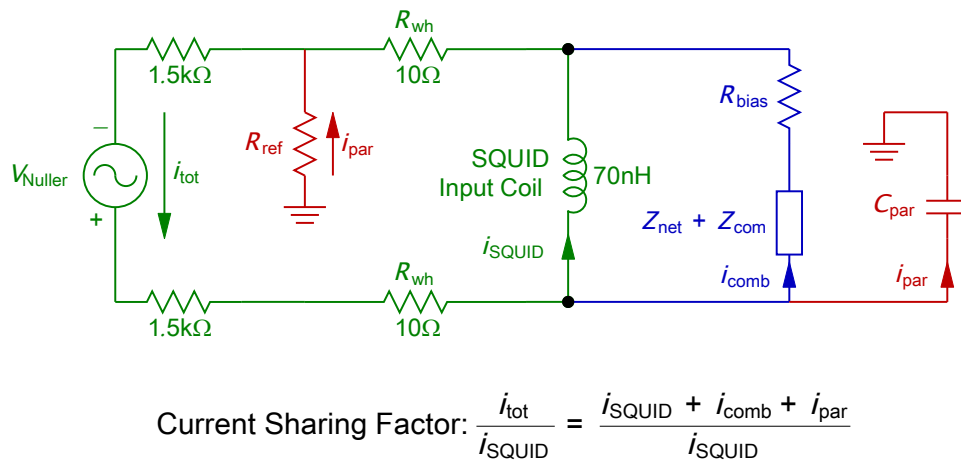 R_wh
1.5kΩ
10Ω
R_bias
−
V_Nuller
+
i_tot
R_ref
i_par
SQUID
Input Coil
70nH
C_par
Z_net + Z_com
i_SQUID
i_comb
i_par
R_wh
1.5kΩ
10Ω
Current Sharing Factor: i_tot / i_SQUID = i_SQUID + i_comb + i_par / i_SQUID